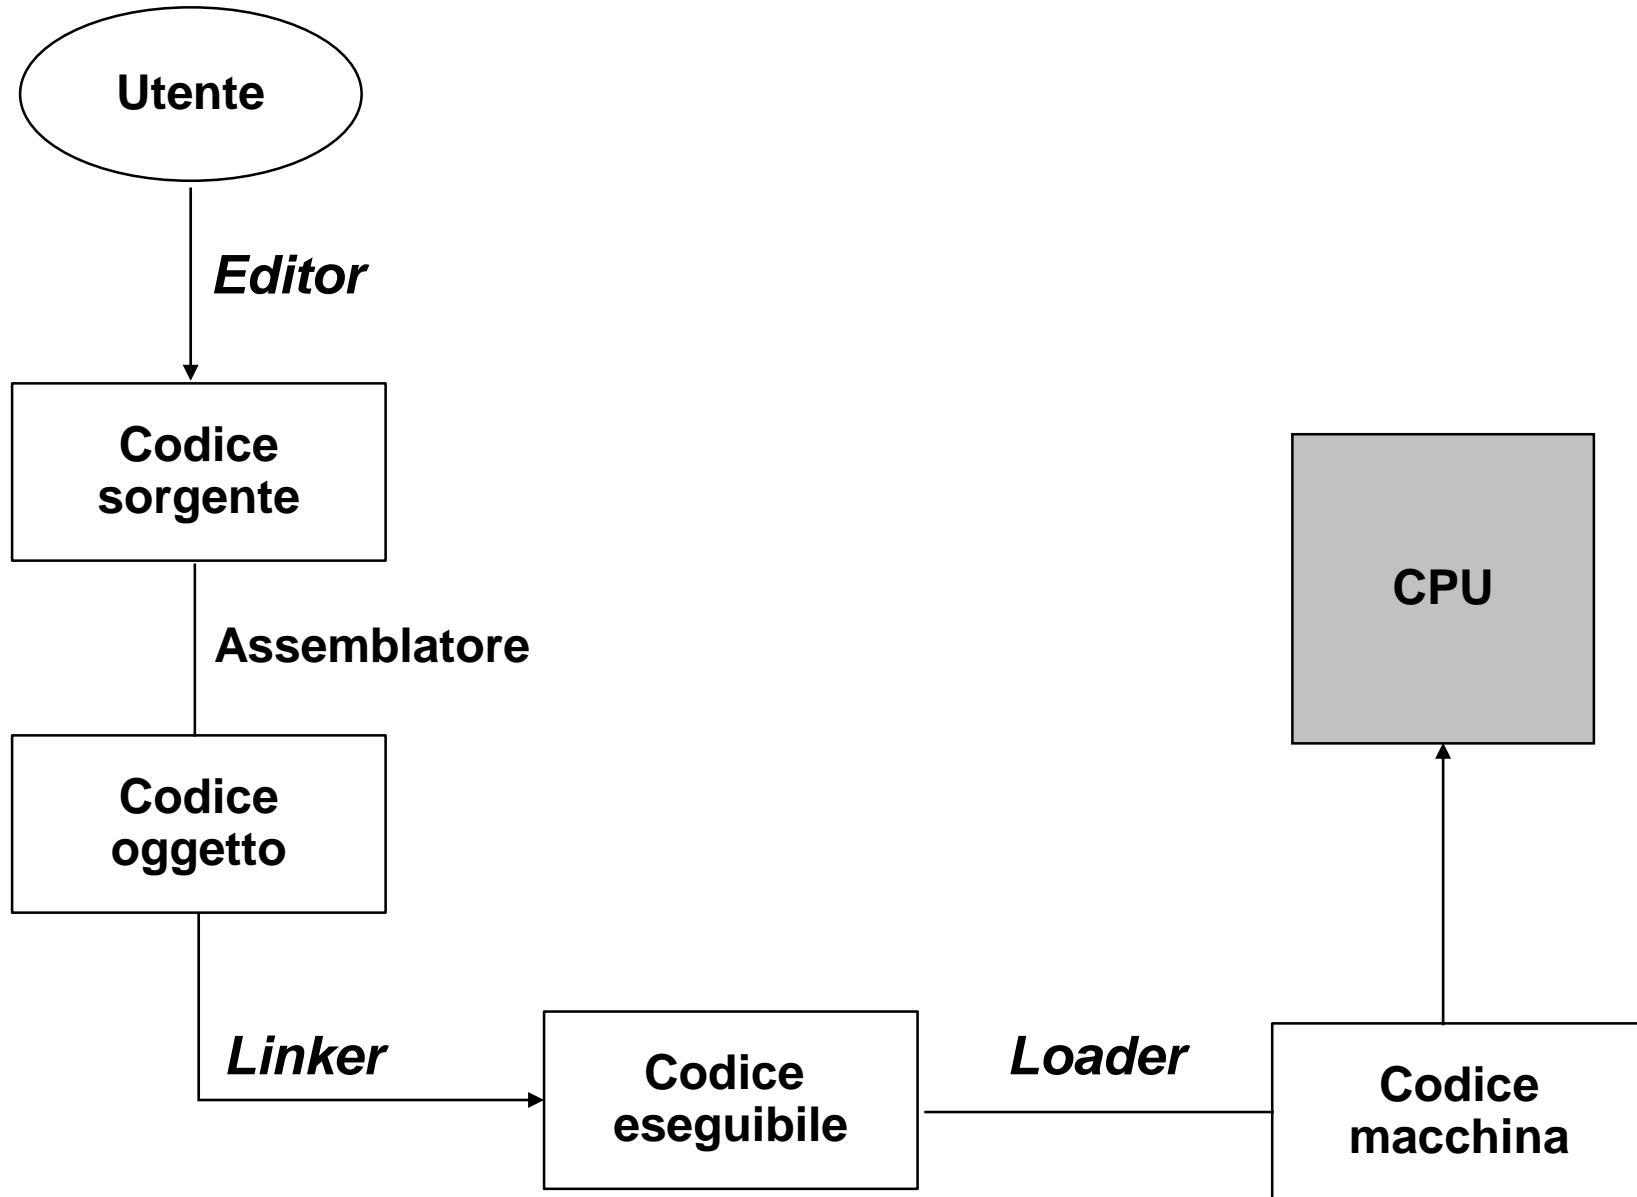 Utente
Editor
Codice
sorgente
Assemblatore
Codice
oggetto
Linker
Codice
eseguibile
Loader
Codice
macchina
CPU